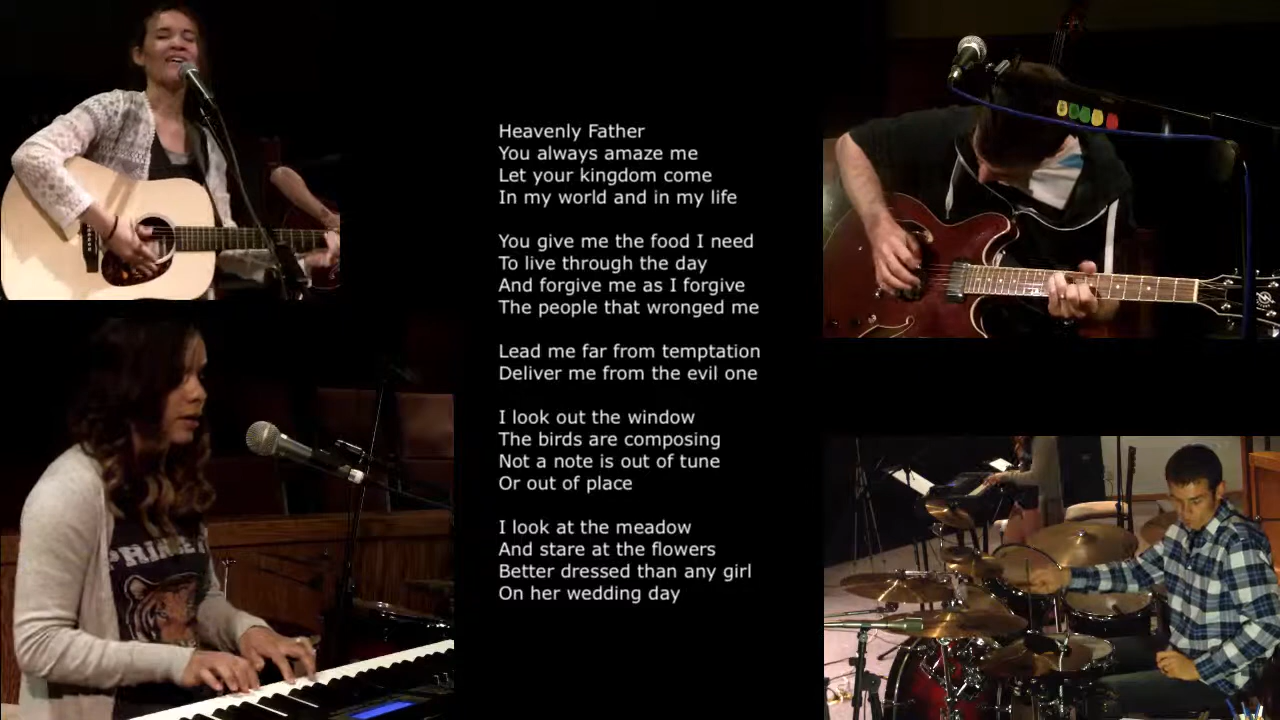 Heavenly Father
You always amaze me
Let your kingdom come
In my world and in my life
You give me the food I need
To live through the day
And forgive me as I forgive
The people that wronged me
Lead me far from temptation
Deliver me from the evil one
I look out the window
The birds are composing
Not a note is out of tune
Or out of place
I look at the meadow
And stare at the flowers
Better dressed than any girl
On her wedding day